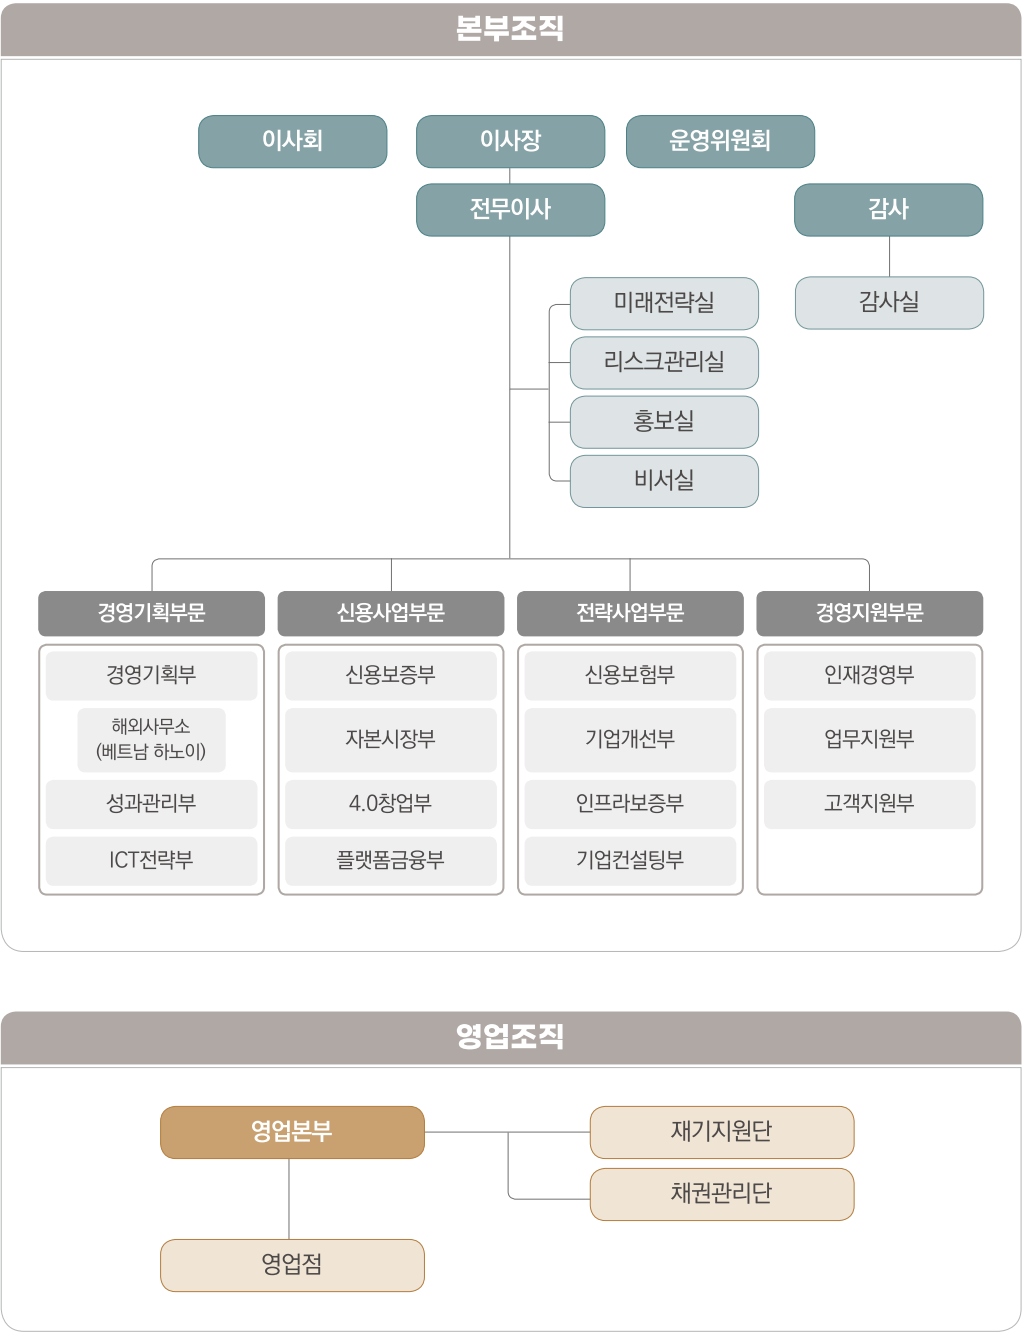 본부조직
이사회
이사장
운영위원회
전무이사
감사
미래전략실
감사실
리스크관리실
홍보실
비서실
경영기획부문
신용사업부문
전략사업부문
경영지원부문
경영기획부
해외사무소
(베트남 하노이)
성과관리부
ICT전략부
신용보증부
자본시장부
4.0창업부
플랫폼금융부
신용보험부
기업개선부
인프라보증부
기업컨설팅부
인재경영부
업무지원부
고객지원부
영업조직
영업본부
재기지원단
채권관리단
영업점